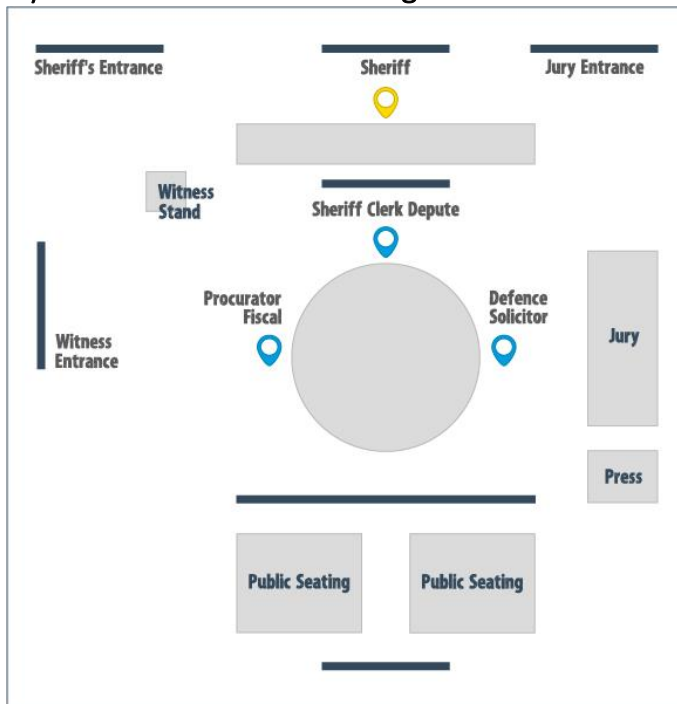 Sheriff's Entrance
Sheriff
Jury Entrance
Witness
Stand
Sheriff Clerk Depute
Procurator
Fiscal
Defence
Solicitor
Witness
Entrance
Jury
Press
Public Seating
Public Seating